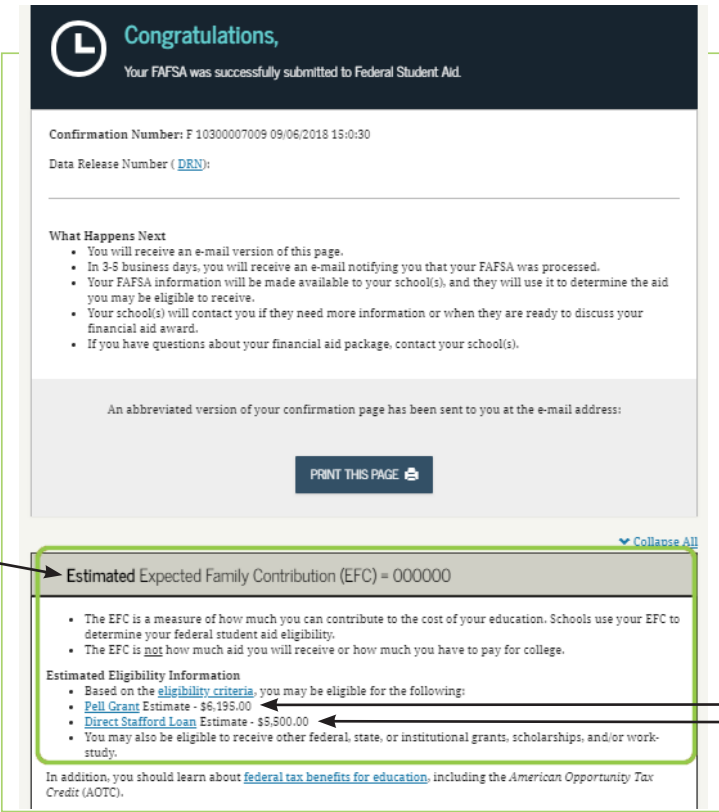 Congratulations,
Your FAFSA was successfully submitted to Federal Student Aid.
Confirmation Number: F 10300007009 09/06/2018 15:0:30
Data Release Number ( DRN):
What Happens Next
• You will receive an e-mail version of this page.
• In 3-5 business days, you will receive an e-mail notifying you that your FAFSA was processed.
• Your FAFSA information will be made available to your school(s), and they will use it to determine the aid
you may be eligible to receive.
• Your school(s) will contact you if they need more information or when they are ready to discuss your
financial aid award.
• If you have questions about your financial aid package, contact your school(s).
An abbreviated version of your confirmation page has been sent to you at the e-mail address:
PRINT THIS PAGE
Collapse All
Estimated Expected Family Contribution (EFC) = 000000
• The EFC is a measure of how much you can contribute to the cost of your education. Schools use your EFC to
determine your federal student aid eligibility.
• The EFC is not how much aid you will receive or how much you have to pay for college.
Estimated Eligibility Information
• Based on the eligibility criteria, you may be eligible for the following:
• Pell Grant Estimate - $6,195.00
• Direct Stafford Loan Estimate - $5,500.00
• You may also be eligible to receive other federal, state, or institutional grants, scholarships, and/or work-
study.
In addition, you should learn about federal tax benefits for education, including the American Opportunity Tax
Credit (AOTC).